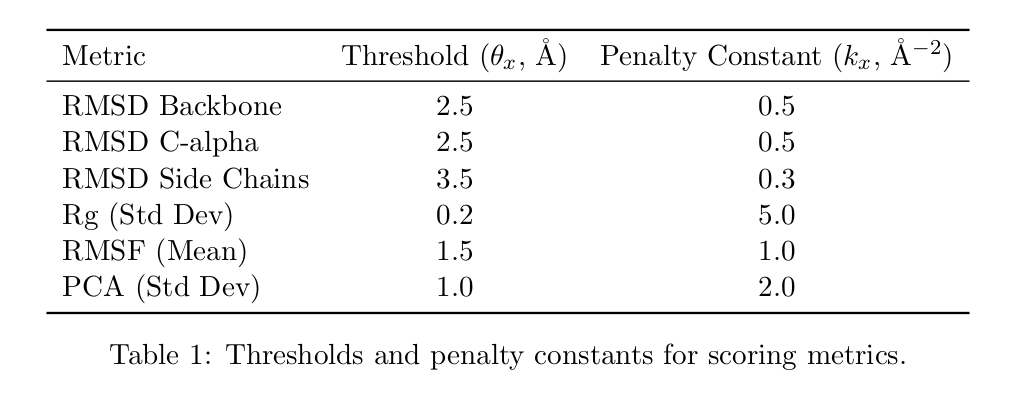 Metric Threshold (θₓ, Å) Penalty Constant (kₓ, Å⁻²)
RMSD Backbone 2.5 0.5
RMSD C-alpha 2.5 0.5
RMSD Side Chains 3.5 0.3
Rg (Std Dev) 0.2 5.0
RMSF (Mean) 1.5 1.0
PCA (Std Dev) 1.0 2.0
Table 1: Thresholds and penalty constants for scoring metrics.